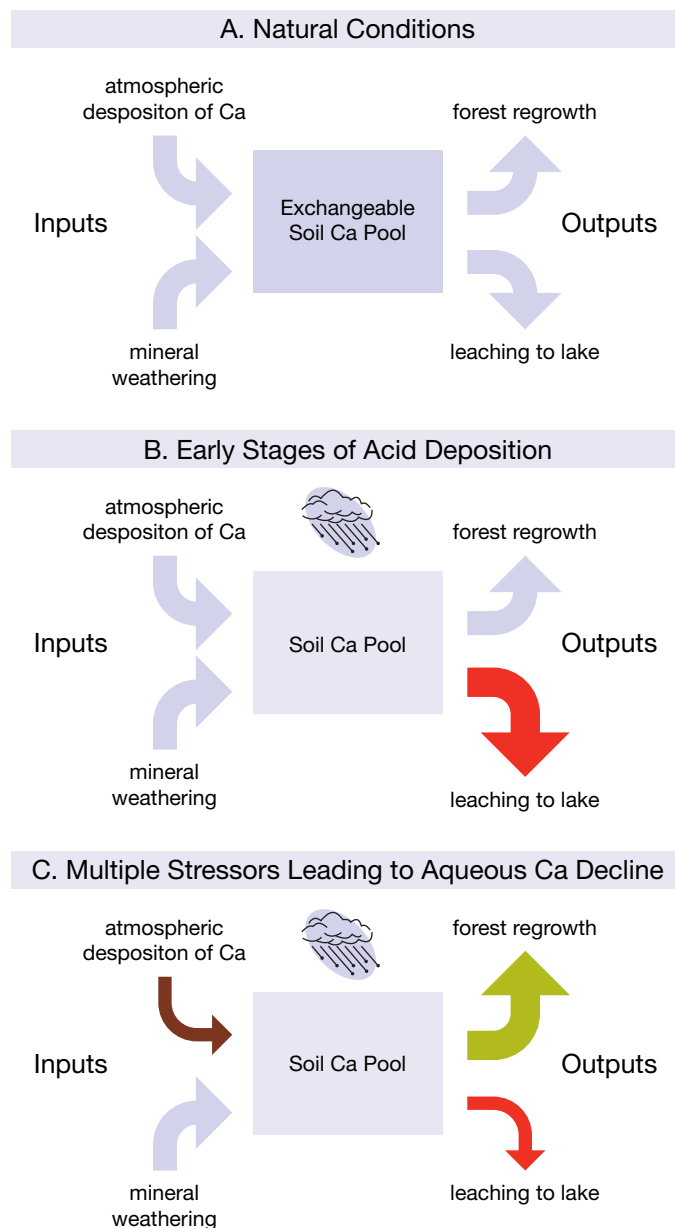 A. Natural Conditions
atmospheric
despositon of Ca
forest regrowth
Inputs
Exchangeable
Soil Ca Pool
Outputs
mineral
weathering
leaching to lake
B. Early Stages of Acid Deposition
atmospheric
despositon of Ca
forest regrowth
Inputs
Soil Ca Pool
Outputs
mineral
weathering
leaching to lake
C. Multiple Stressors Leading to Aqueous Ca Decline
atmospheric
despositon of Ca
forest regrowth
Inputs
Soil Ca Pool
Outputs
mineral
weathering
leaching to lake